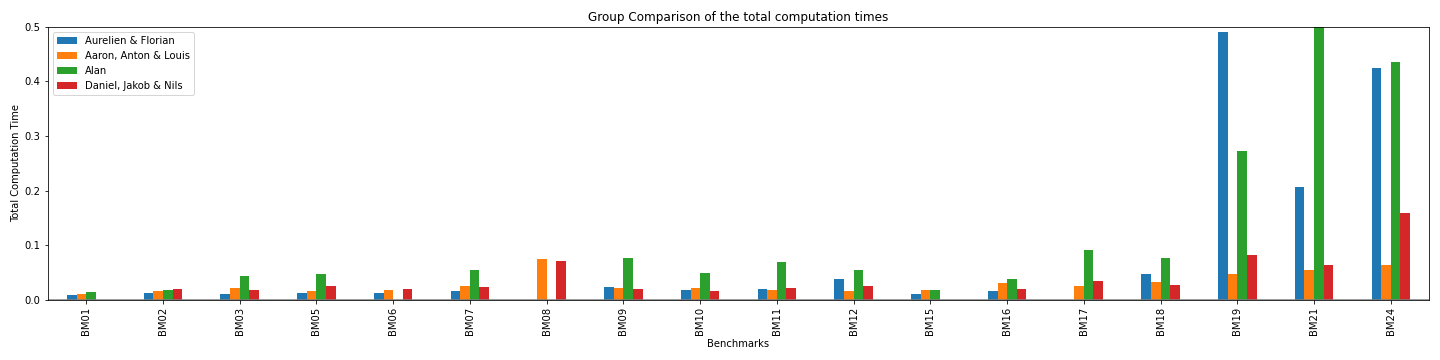 Group Comparison of the total computation times
Total Computation Time
0.5
0.4
0.3
0.2
0.1
0.0
Aurelien & Florian
Aaron, Anton & Louis
Alan
Daniel, Jakob & Nils
BM01
BM02
BM03
BM05
BM06
BM07
BM08
BM09
BM10
BM11
BM12
BM15
BM16
BM17
BM18
BM19
BM21
BM24
Benchmarks